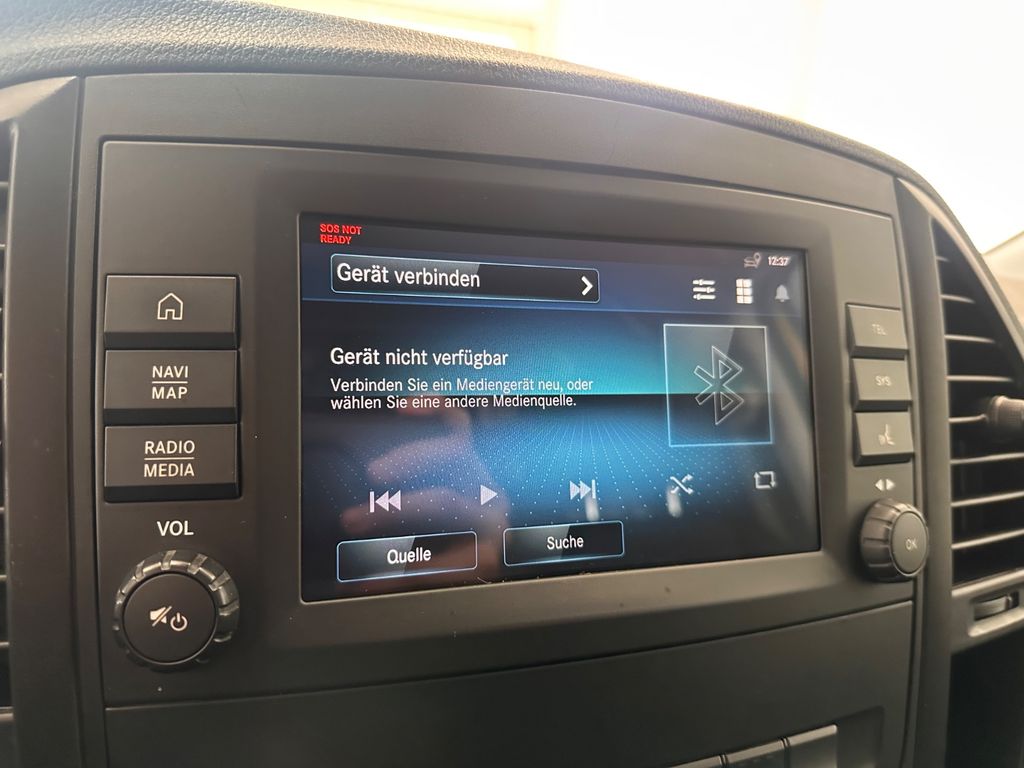 SOS NOT
READY
12:37
Gerät verbinden
Gerät nicht verfügbar
Verbinden Sie ein Mediengerät neu, oder
wählen Sie eine andere Medienquelle.
Quelle
Suche
NAVI
MAP
RADIO
MEDIA
VOL
TEL
SYS
OK